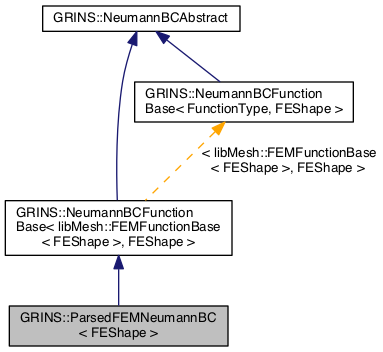 GRINS::NeumannBCAbstract
GRINS::NeumannBCFunction
Base< FunctionType, FEShape >
< libMesh::FEMFunctionBase
< FEShape >, FEShape >
GRINS::NeumannBCFunction
Base< libMesh::FEMFunctionBase
< FEShape >, FEShape >
GRINS::ParsedFEMNeumannBC
< FEShape >